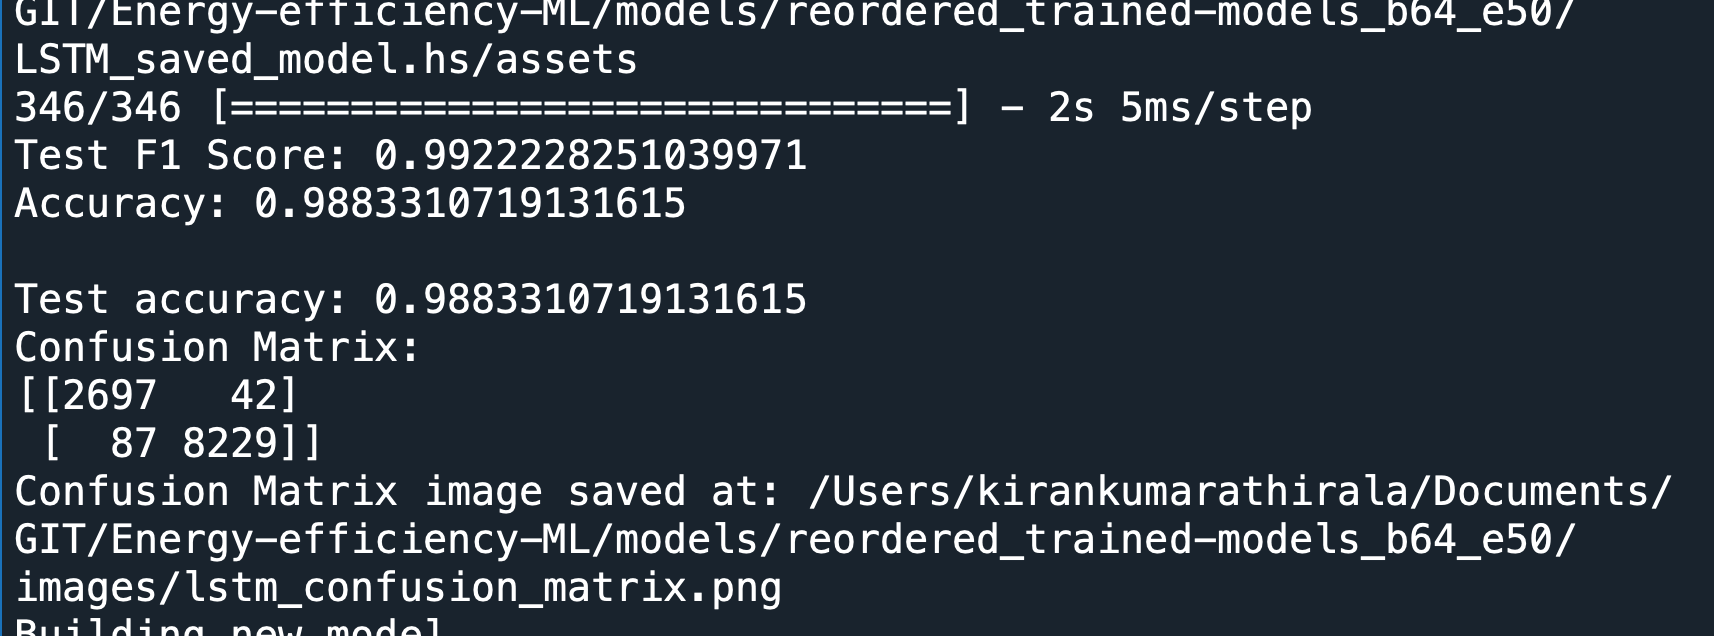 GIT/Energy-efficiency-ML/models/reordered_trained-models_b64_e50/
LSTM_saved_model.hs/assets
346/346 [==============================] - 2s 5ms/step
Test F1 Score: 0.9922228251039971
Accuracy: 0.9883310719131615
Test accuracy: 0.9883310719131615
Confusion Matrix:
[[2697   42]
 [  87 8229]]
Confusion Matrix image saved at: /Users/kirankumarathirala/Documents/
GIT/Energy-efficiency-ML/models/reordered_trained-models_b64_e50/
images/lstm_confusion_matrix.png
Building new model